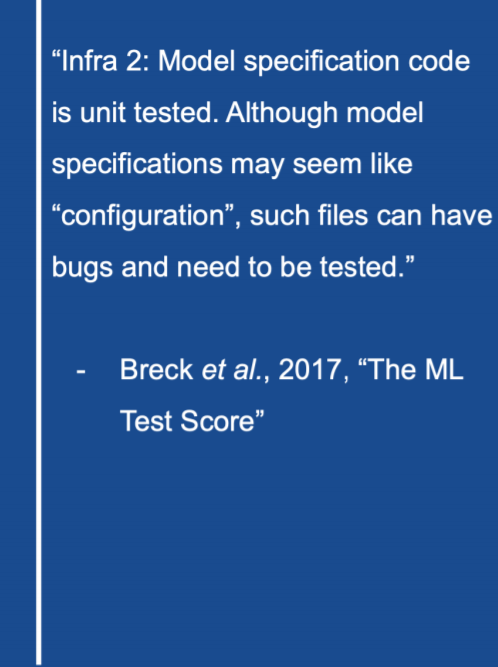 “Infra 2: Model specification code
is unit tested. Although model
specifications may seem like
“configuration”, such files can have
bugs and need to be tested.”
- Breck et al., 2017, “The ML
Test Score”